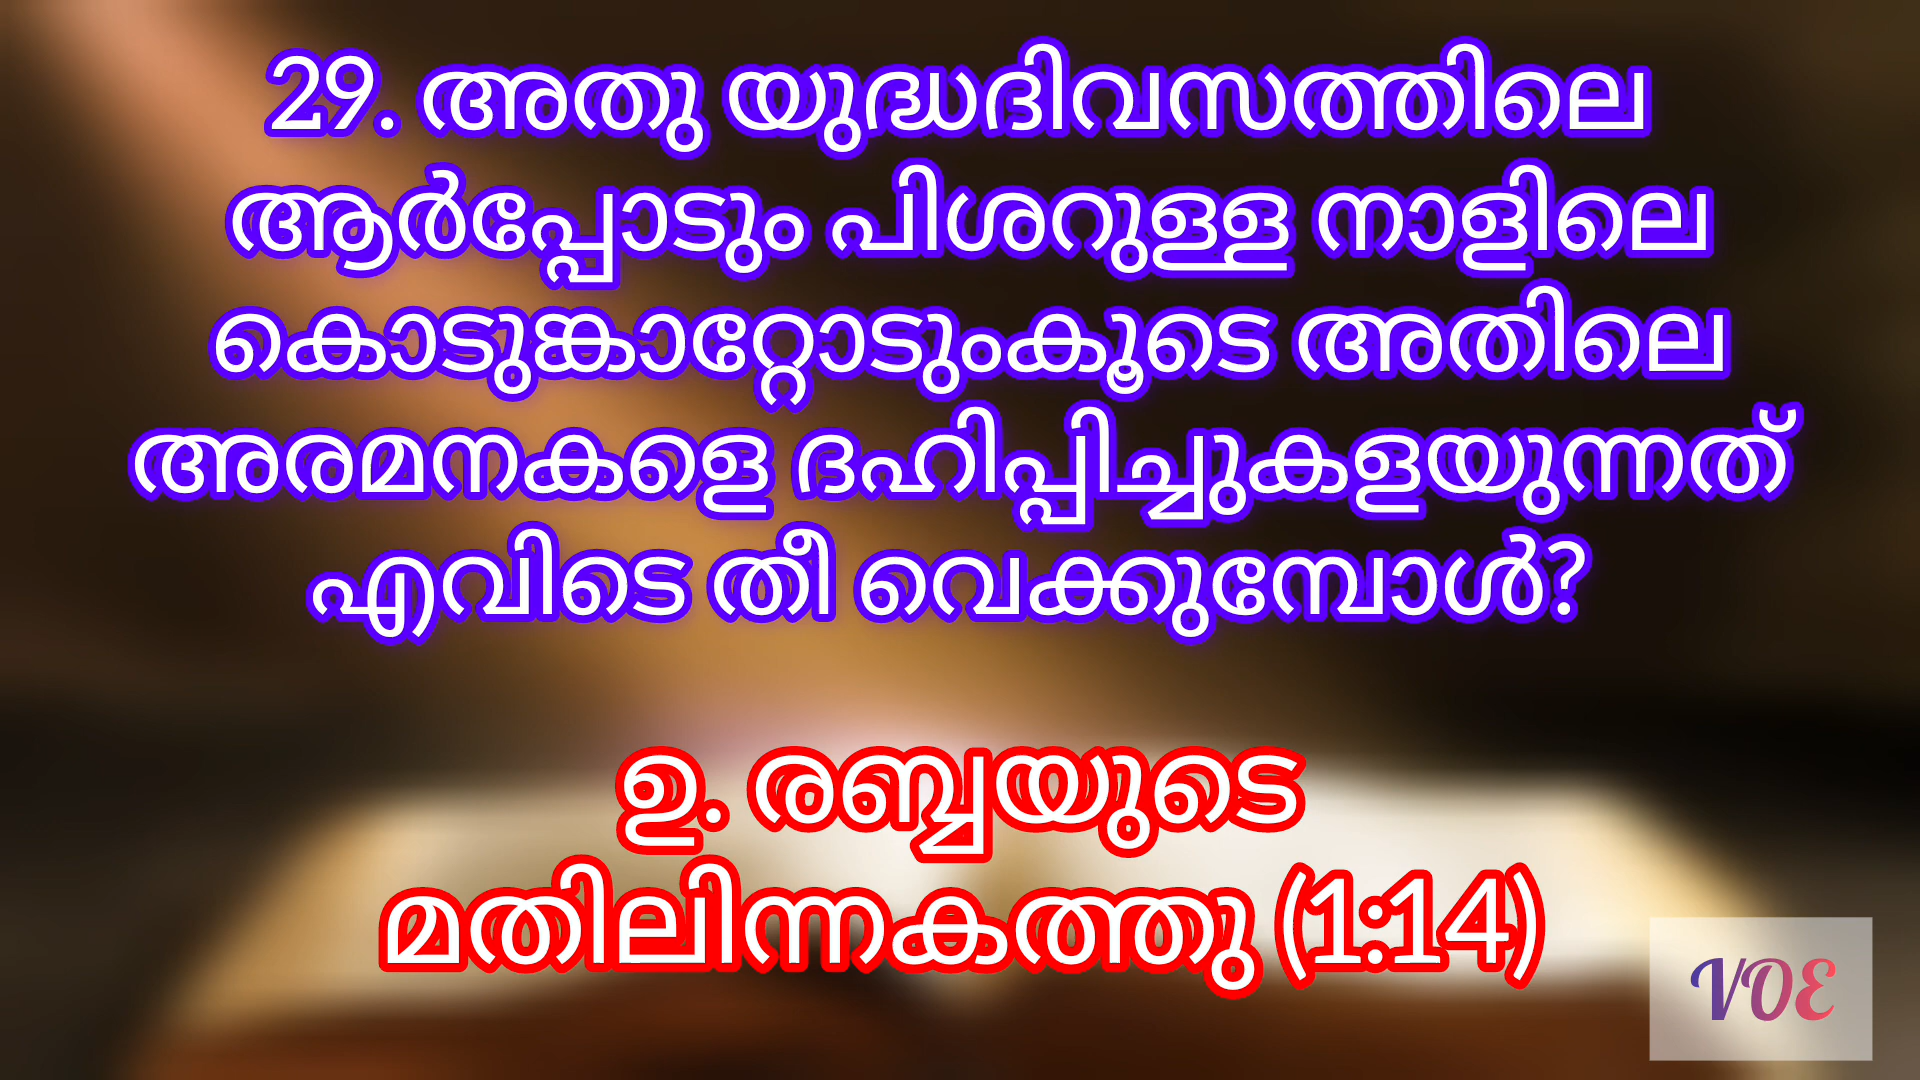 29. അതു യുദ്ധദിവസത്തിലെ
ആർപ്പോടും പിശറുള്ള നാളിലെ
കൊടുങ്കാറ്റോടുംകൂടെ അതിലെ
അരമനകളെ ദഹിപ്പിച്ചുകളയുന്നത്
എവിടെ തീ വെക്കുമ്പോൾ?
ഉ. രബ്ബയുടെ
മതിലിന്നകത്തു (1:14)
VOE